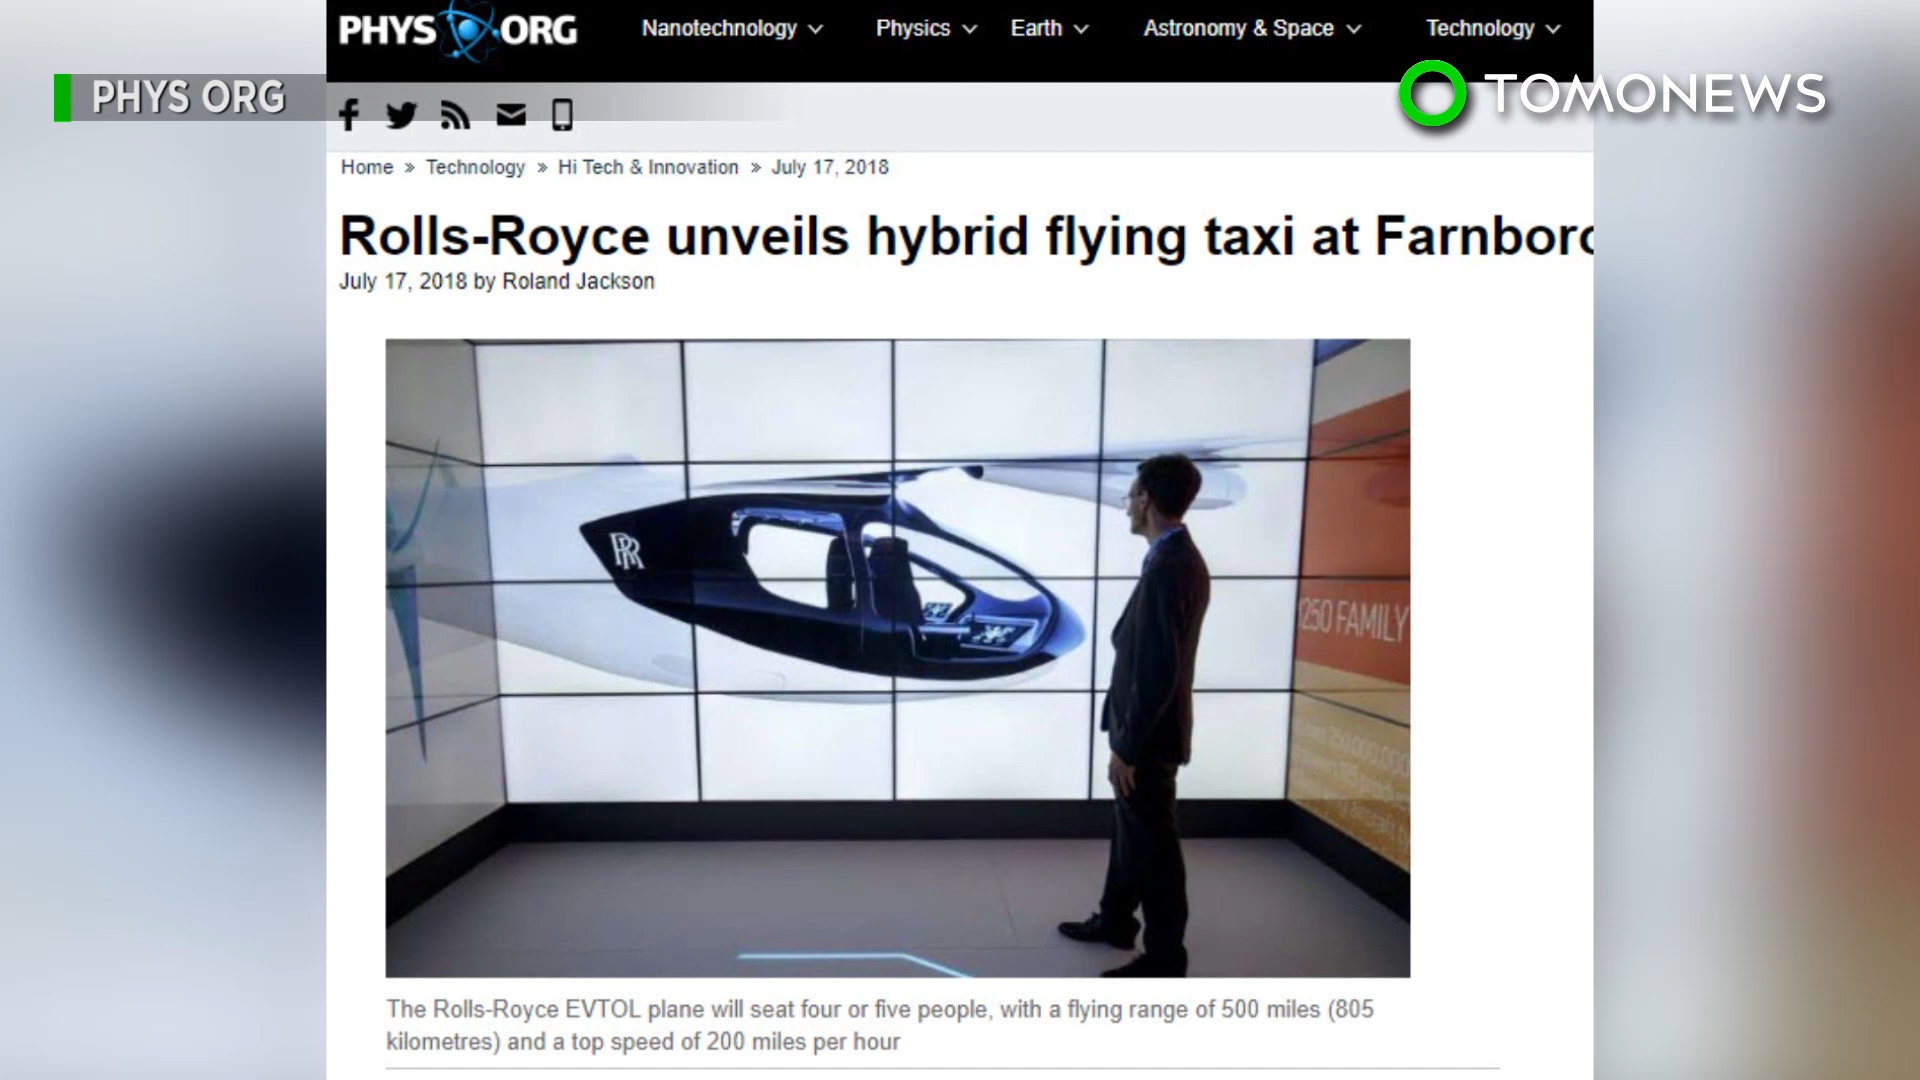 PHYS ORG
Nanotechnology Physics Earth Astronomy & Space Technology
PHYS ORG
TOMONEWS
Home » Technology » Hi Tech & Innovation » July 17, 2018
Rolls-Royce unveils hybrid flying taxi at Farnboro
July 17, 2018 by Roland Jackson
RR
250 FAMILY
The Rolls-Royce EVTOL plane will seat four or five people, with a flying range of 500 miles (805
kilometres) and a top speed of 200 miles per hour